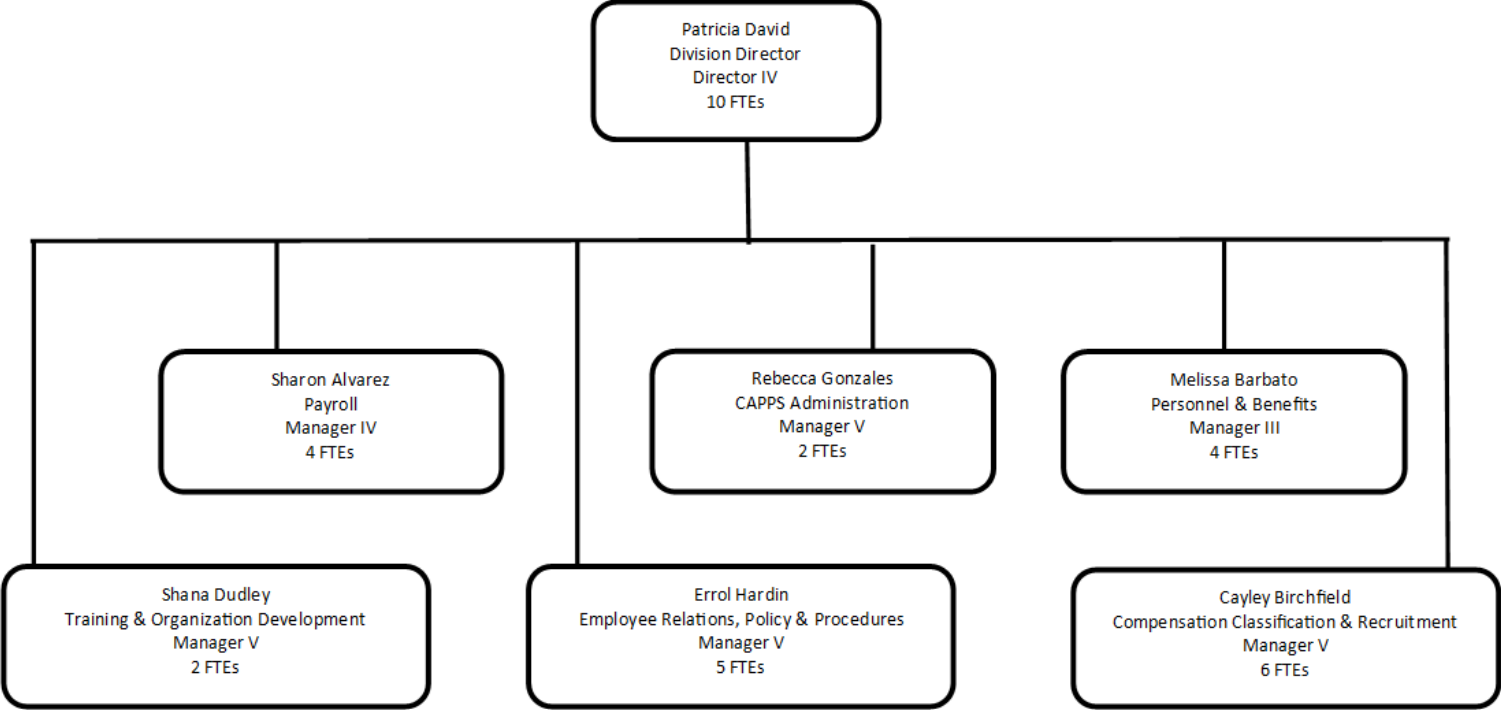 Patricia David
Division Director
Director IV
10 FTEs
Sharon Alvarez
Payroll
Manager IV
4 FTEs
Rebecca Gonzales
CAPPS Administration
Manager V
2 FTEs
Melissa Barbato
Personnel & Benefits
Manager III
4 FTEs
Shana Dudley
Training & Organization Development
Manager V
2 FTEs
Errol Hardin
Employee Relations, Policy & Procedures
Manager V
5 FTEs
Cayley Birchfield
Compensation Classification & Recruitment
Manager V
6 FTEs